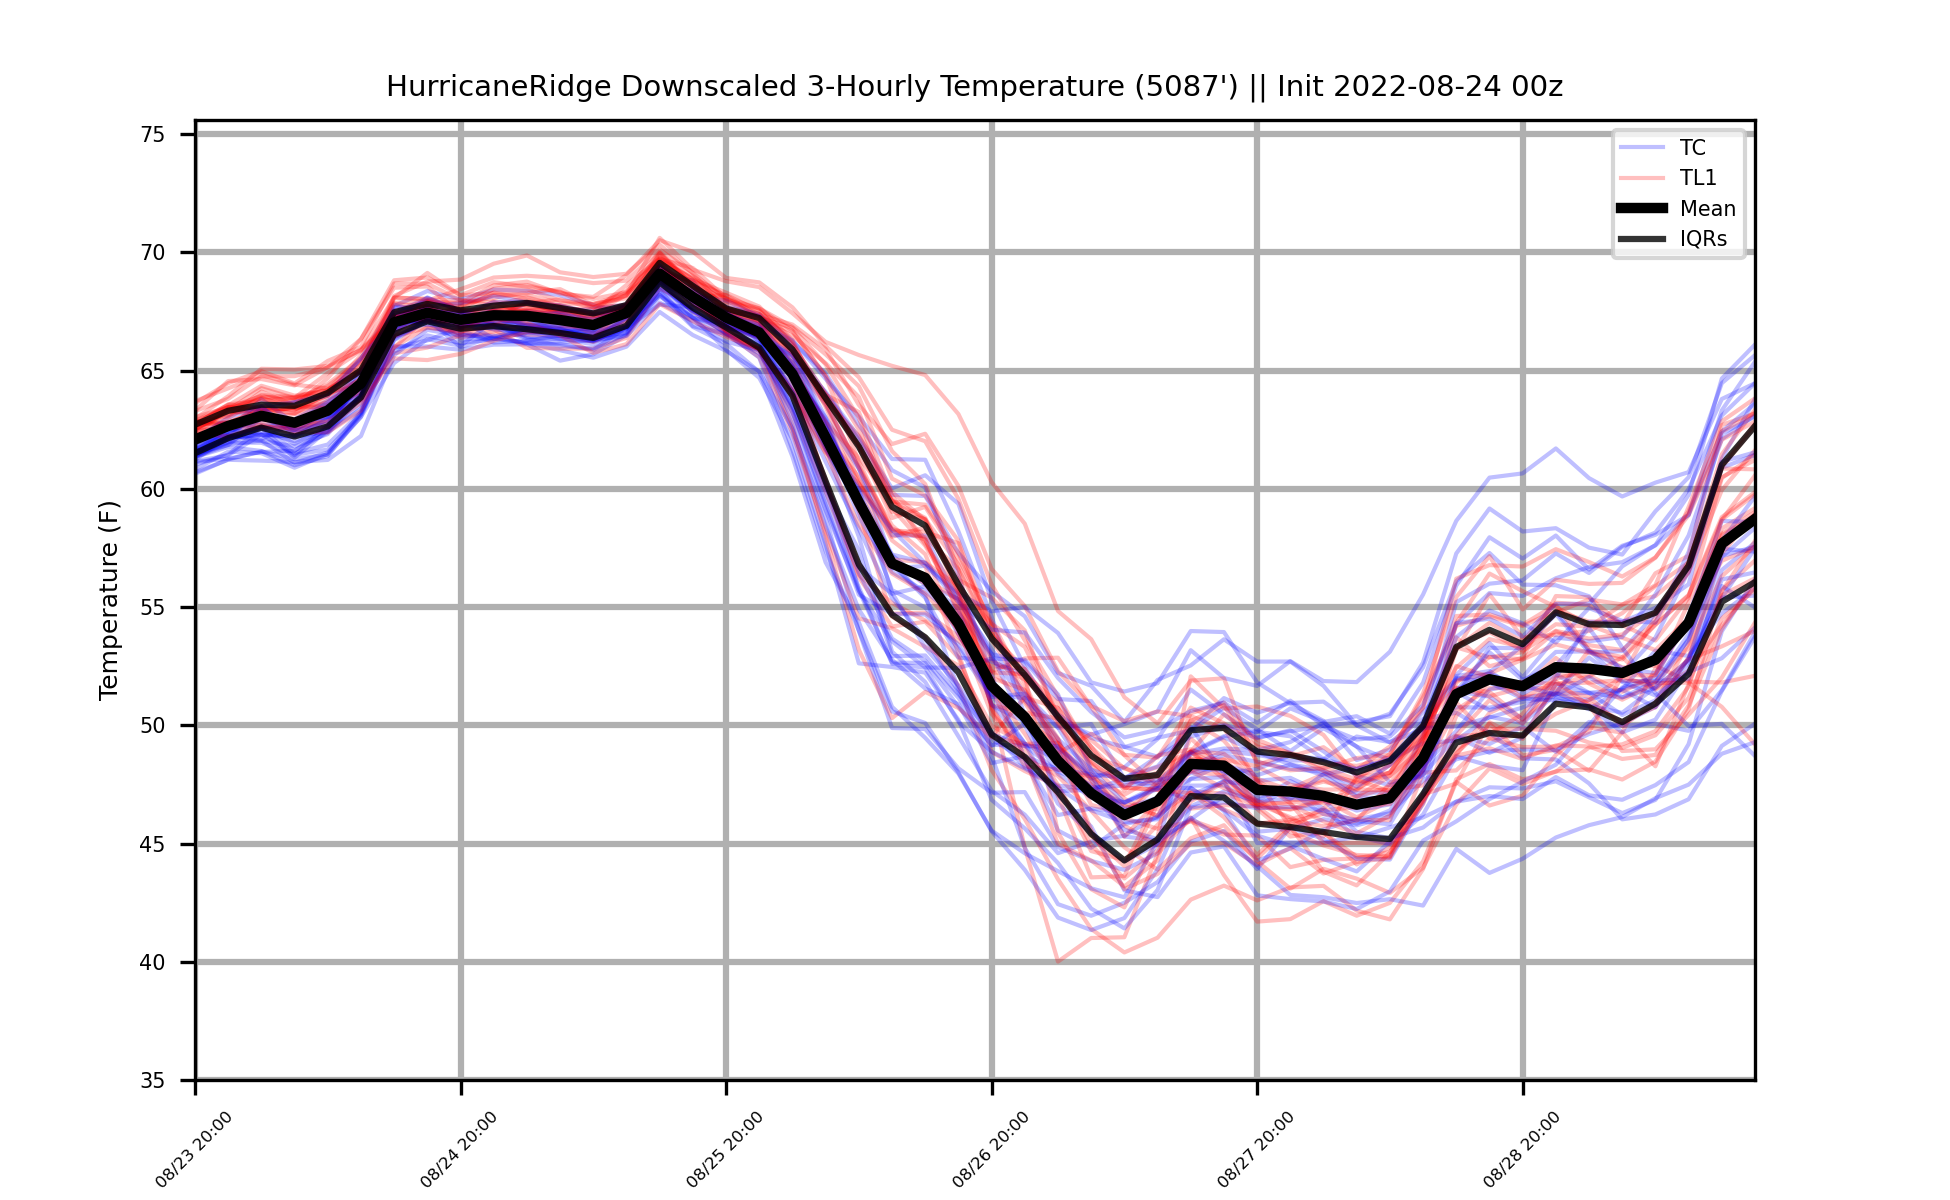 HurricaneRidge Downscaled 3-Hourly Temperature (5087') || Init 2022-08-24 00z
TC
TL1
Mean
IQRs
Temperature (F)
75
70
65
60
55
50
45
40
35
08/23 20:00
08/24 20:00
08/25 20:00
08/26 20:00
08/27 20:00
08/28 20:00